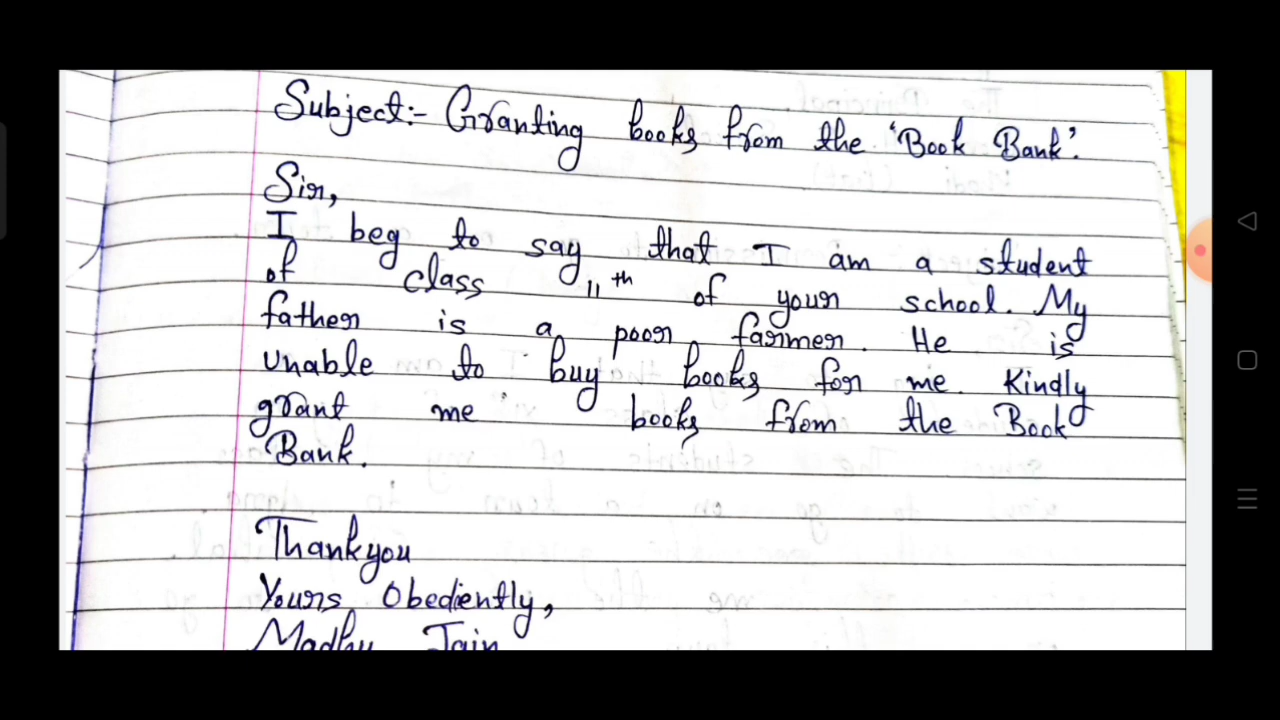 Subject:- Granting books from the 'Book Bank'.
Sir,
I beg to say that I am a student
of class 11th of your school. My
father is a poor farmer. He is
unable to buy books for me. Kindly
grant me books from the Book
Bank.
Thankyou
Yours Obediently,
Madhu Jain